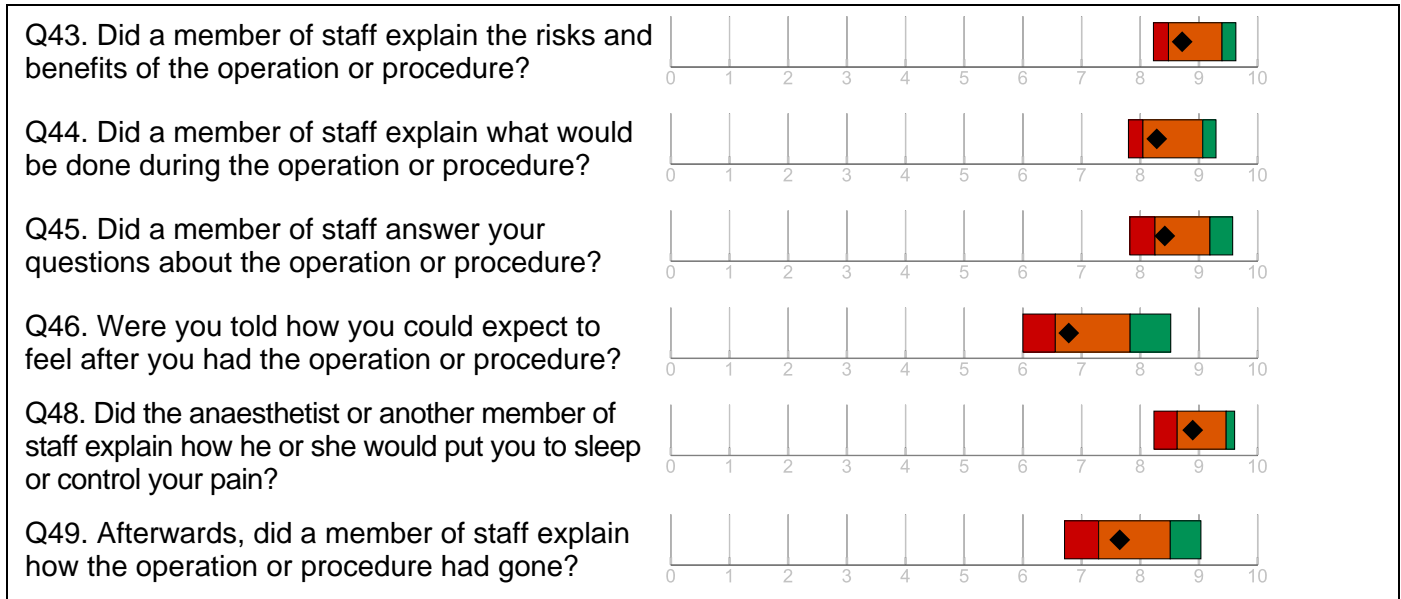 Q43. Did a member of staff explain the risks and
benefits of the operation or procedure?
0 1 2 3 4 5 6 7 8 9 10
Q44. Did a member of staff explain what would
be done during the operation or procedure?
0 1 2 3 4 5 6 7 8 9 10
Q45. Did a member of staff answer your
questions about the operation or procedure?
0 1 2 3 4 5 6 7 8 9 10
Q46. Were you told how you could expect to
feel after you had the operation or procedure?
0 1 2 3 4 5 6 7 8 9 10
Q48. Did the anaesthetist or another member of
staff explain how he or she would put you to sleep
or control your pain?
0 1 2 3 4 5 6 7 8 9 10
Q49. Afterwards, did a member of staff explain
how the operation or procedure had gone?
0 1 2 3 4 5 6 7 8 9 10